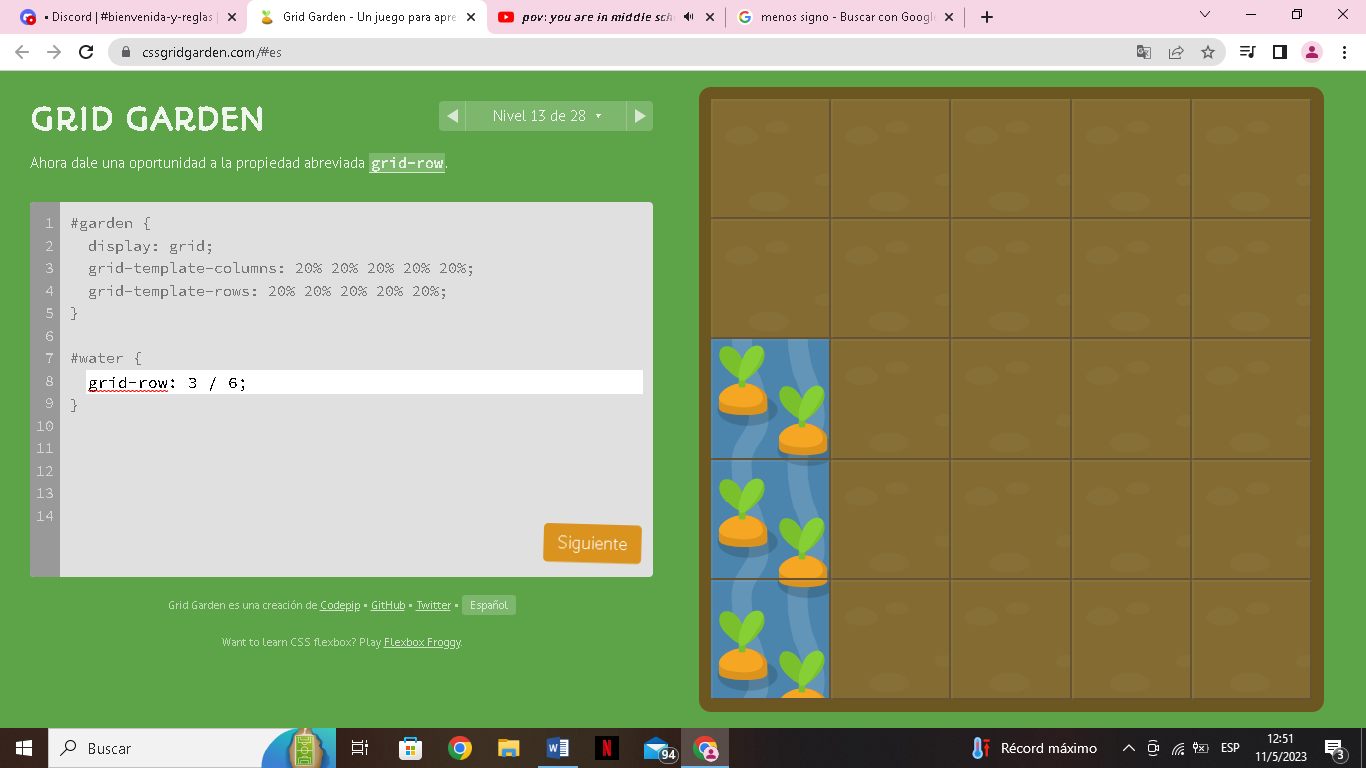 • Discord | #bienvenida-y-reglas
Grid Garden - Un juego para apre
pov: you are in middle sch
menos signo - Buscar con Google
cssgridgarden.com/#es
GRID GARDEN
Nivel 13 de 28
Ahora dale una oportunidad a la propiedad abreviada grid-row.
1 #garden {
2 display: grid;
3 grid-template-columns: 20% 20% 20% 20% 20%;
4 grid-template-rows: 20% 20% 20% 20% 20%;
5 }
6
7 #water {
8 grid-row: 3 / 6;
9 }
10
11
12
13
14
Siguiente
Grid Garden es una creación de Codepip • GitHub • Twitter • Español
Want to learn CSS flexbox? Play Flexbox Froggy.
Buscar
W
N
94
Récord máximo
ESP
12:51
11/5/2023
3